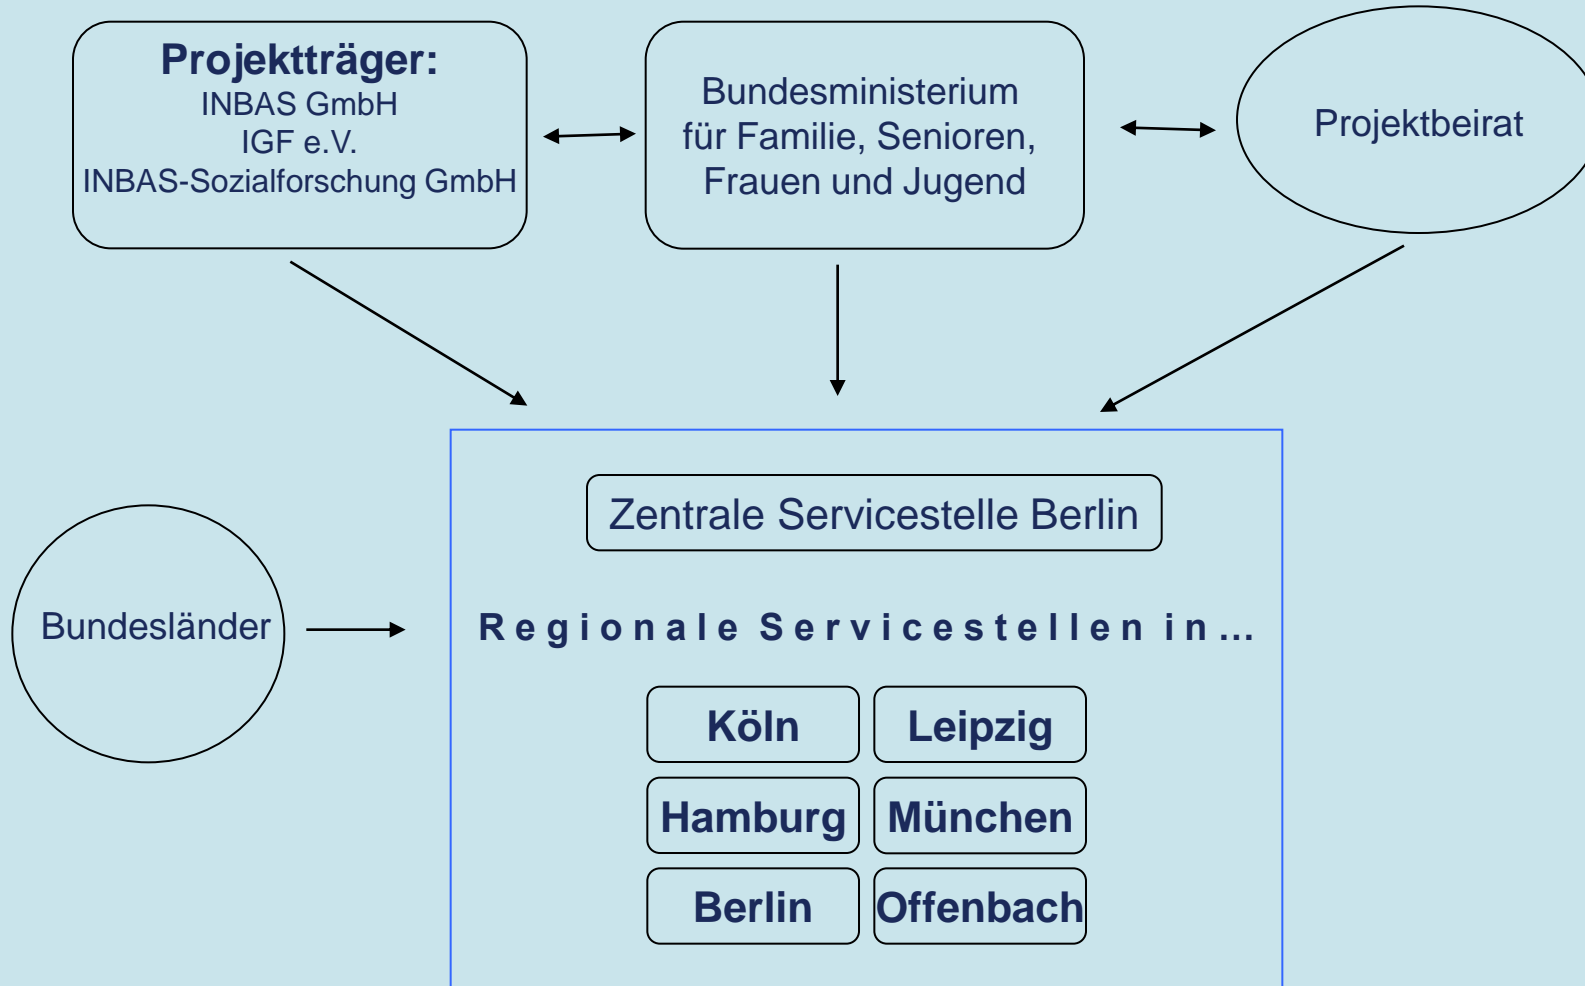 Projektträger:
INBAS GmbH
IGF e.V.
INBAS-Sozialforschung GmbH
Bundesministerium
für Familie, Senioren,
Frauen und Jugend
Projektbeirat
Zentrale Servicestelle Berlin
Bundesländer
Regionale Servicestellen in ...
Köln
Leipzig
Hamburg
München
Berlin
Offenbach